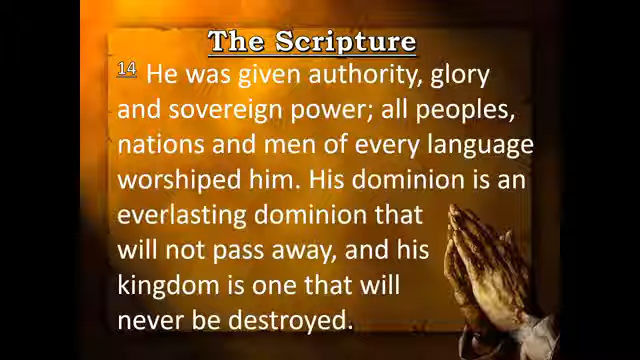 The Scripture
14 He was given authority, glory
and sovereign power; all peoples,
nations and men of every language
worshiped him. His dominion is an
everlasting dominion that
will not pass away, and his
kingdom is one that will
never be destroyed.